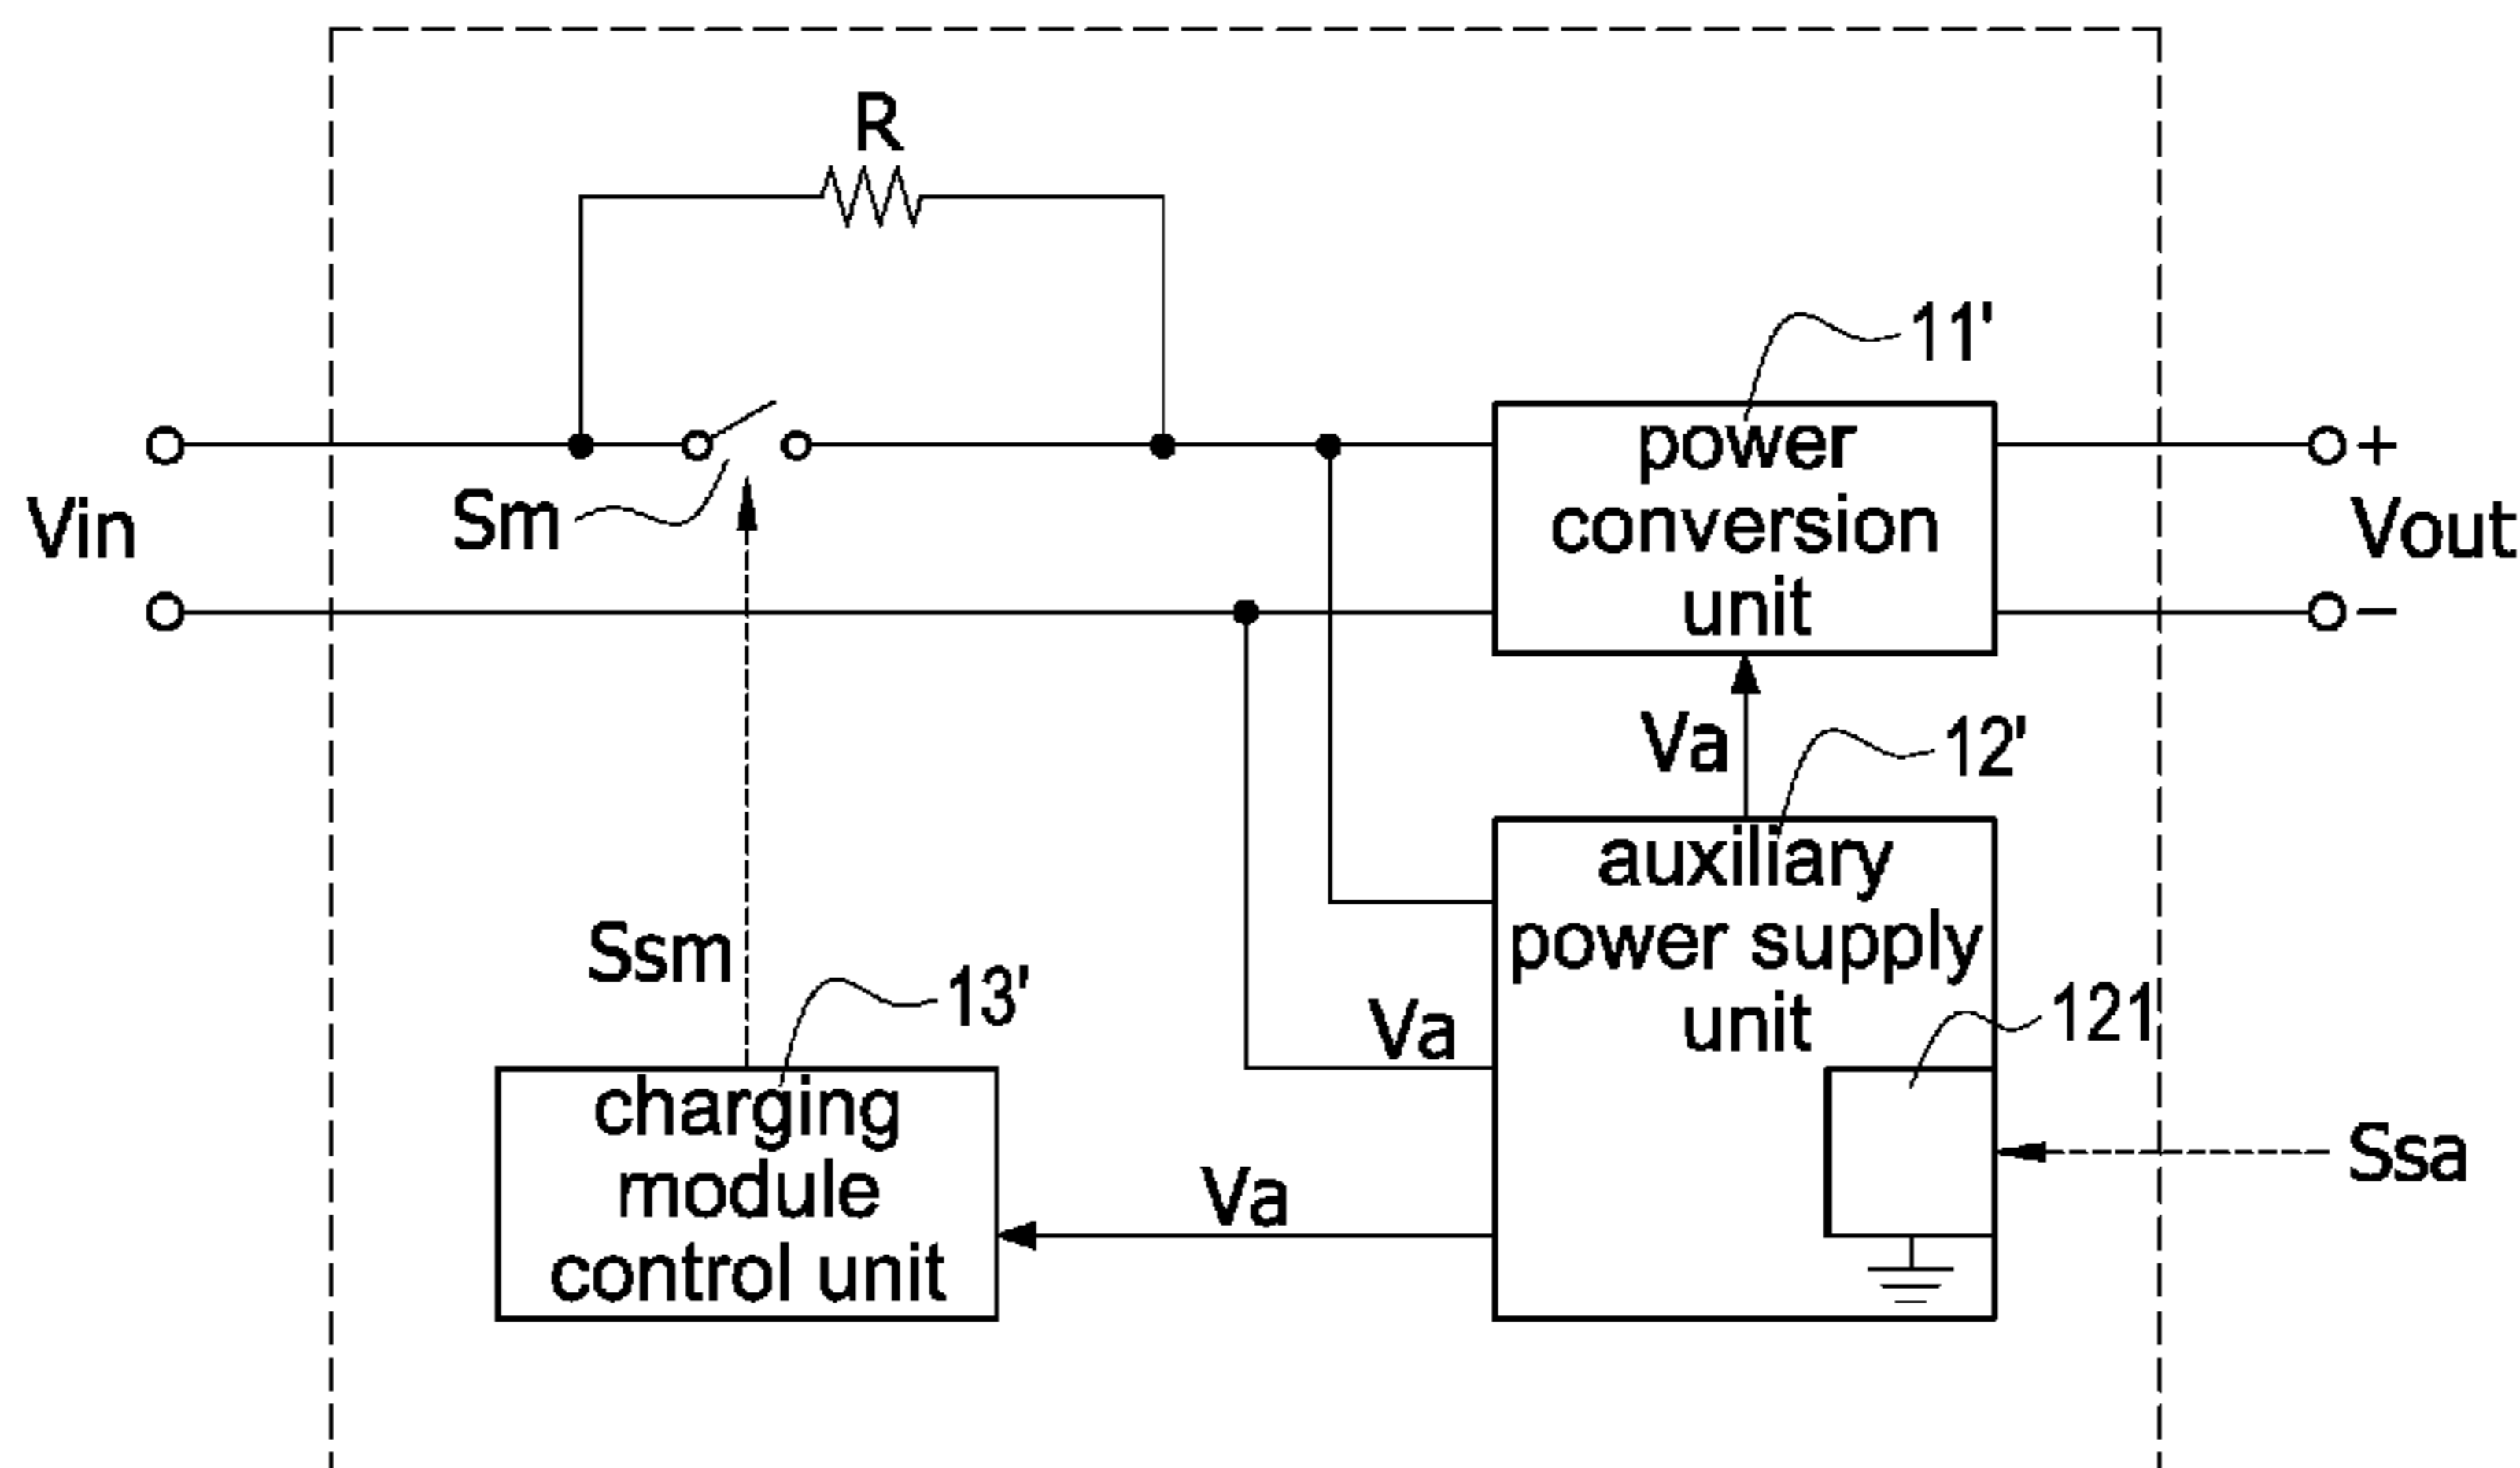 R
11'
power
conversion
unit
+
Vin
Sm
Vout
−
Va
12'
auxiliary
power supply
unit
Ssm
13'
Va
121
charging
module
control unit
Va
Ssa